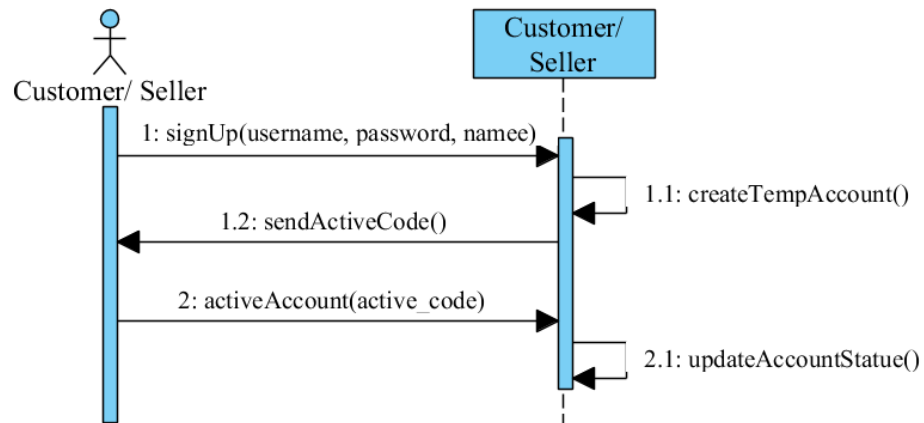 Customer/
Seller
Customer/ Seller
1: signUp(username, password, namee)
1.1: createTempAccount()
1.2: sendActiveCode()
2: activeAccount(active_code)
2.1: updateAccountStatue()